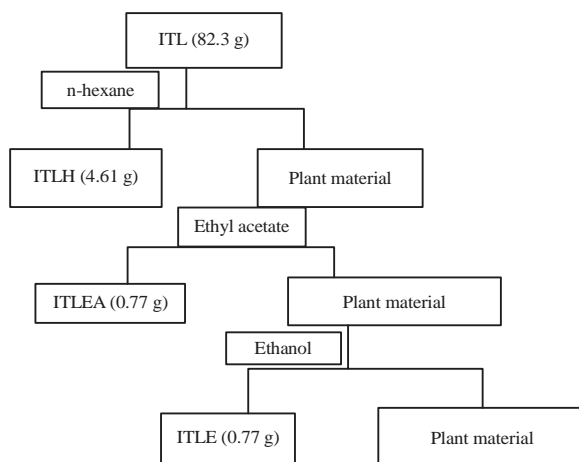 ITL (82.3 g)
n-hexane
ITLH (4.61 g)
Plant material
Ethyl acetate
ITLEA (0.77 g)
Plant material
Ethanol
ITLE (0.77 g)
Plant material